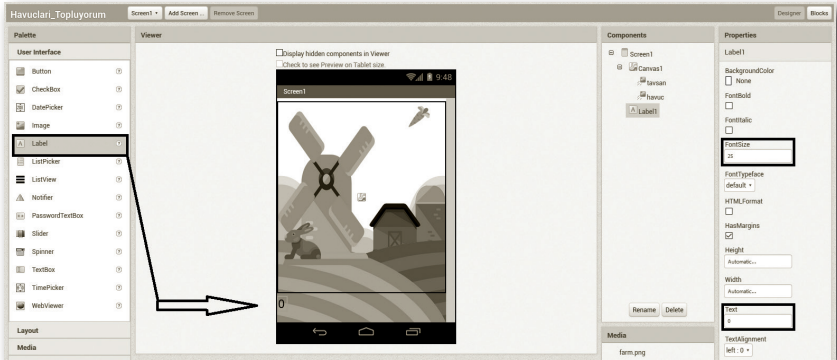 Havuclari_Topluyorum
Screen1
Add Screen ...
Remove Screen
Designer
Blocks
Palette
User Interface
Button
CheckBox
DatePicker
Image
Label
ListPicker
ListView
Notifier
PasswordTextBox
Slider
Spinner
TextBox
TimePicker
WebViewer
Layout
Media
Viewer
Display hidden components in Viewer
Check to see Preview on Tablet size.
9:48
Screen1
0
Components
Screen1
Canvas1
tavsan
havuc
Label1
Rename Delete
Media
farm.png
Properties
Label1
BackgroundColor
None
FontBold
FontItalic
FontSize
25
FontTypeface
default
HTMLFormat
HasMargins
Height
Automatic...
Width
Automatic...
Text
0
TextAlignment
left : 0